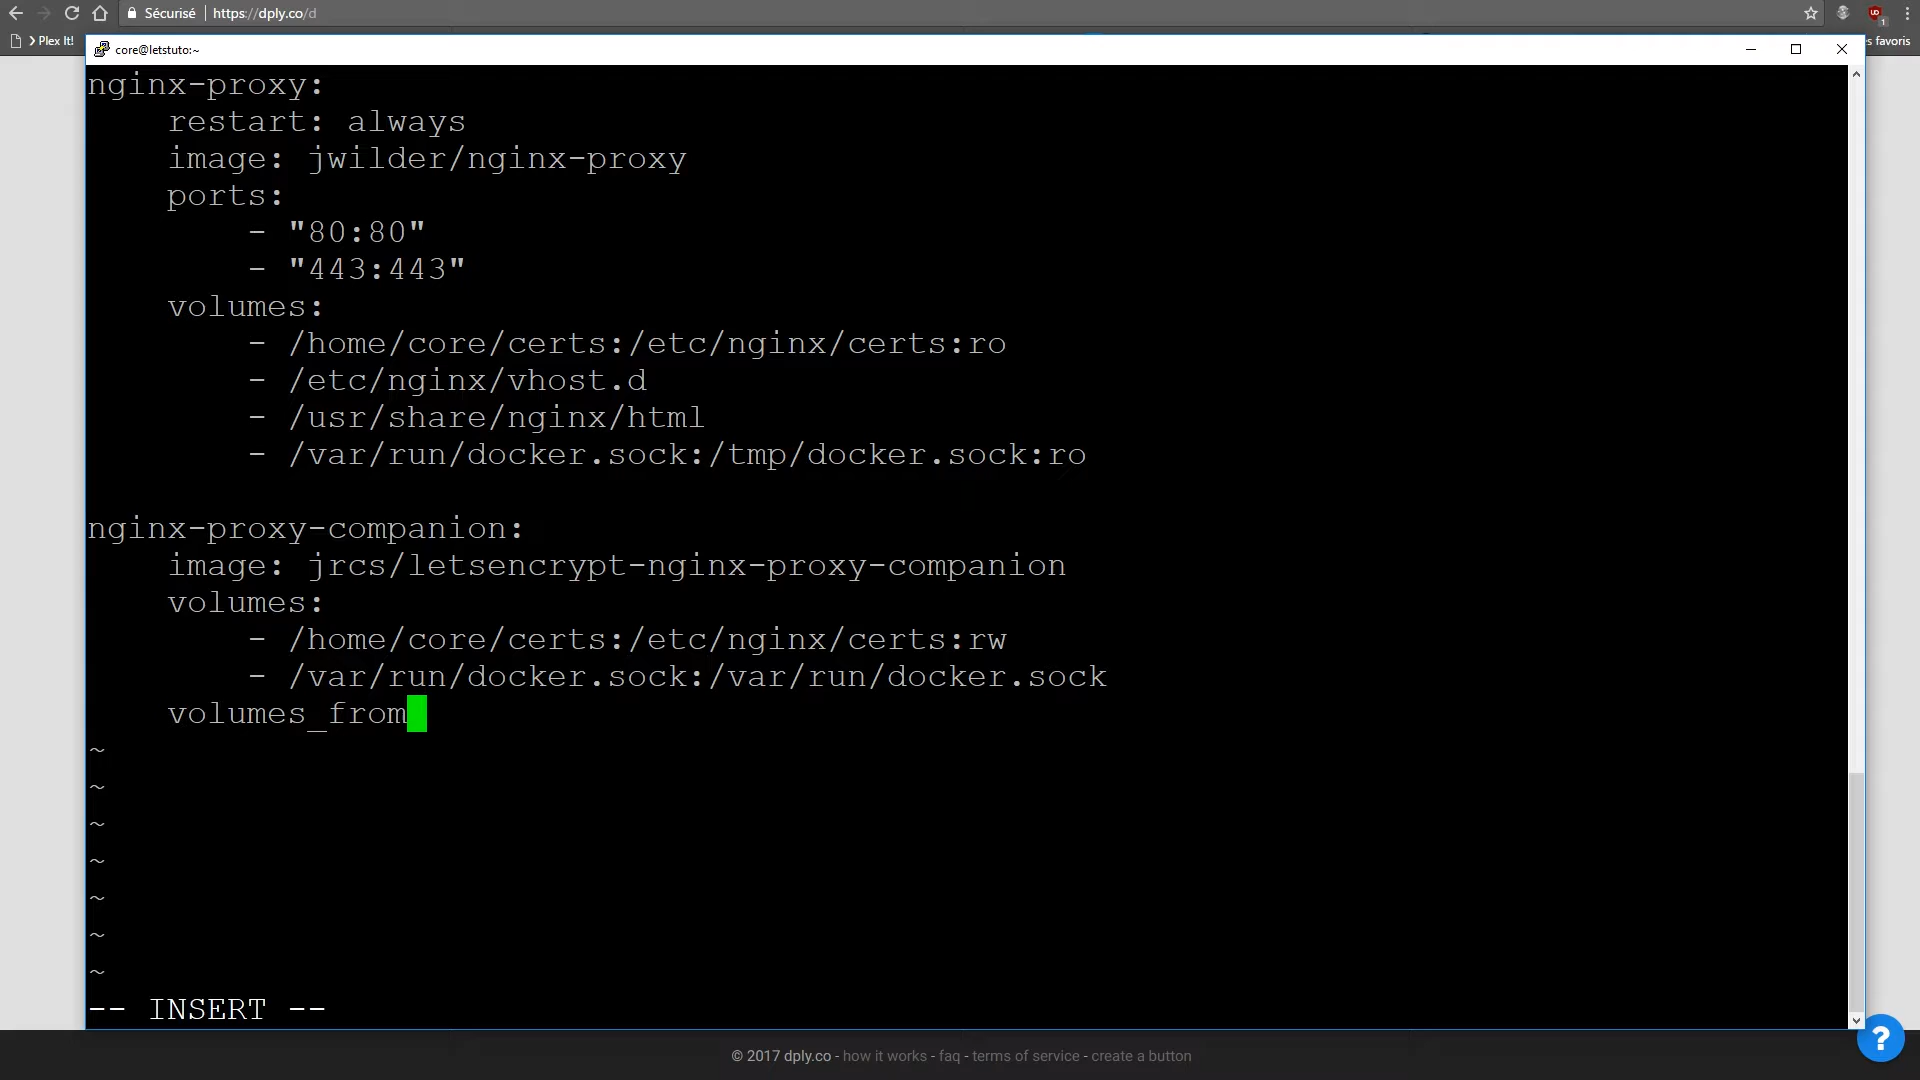 Sécurisé | https://dply.co/d
Plex It!
es favoris
core@letstuto:~
nginx-proxy:
    restart: always
    image: jwilder/nginx-proxy
    ports:
        - "80:80"
        - "443:443"
    volumes:
        - /home/core/certs:/etc/nginx/certs:ro
        - /etc/nginx/vhost.d
        - /usr/share/nginx/html
        - /var/run/docker.sock:/tmp/docker.sock:ro

nginx-proxy-companion:
    image: jrcs/letsencrypt-nginx-proxy-companion
    volumes:
        - /home/core/certs:/etc/nginx/certs:rw
        - /var/run/docker.sock:/var/run/docker.sock
    volumes_from
~
~
~
~
~
~
~
-- INSERT --
?
© 2017 dply.co - how it works - faq - terms of service - create a button